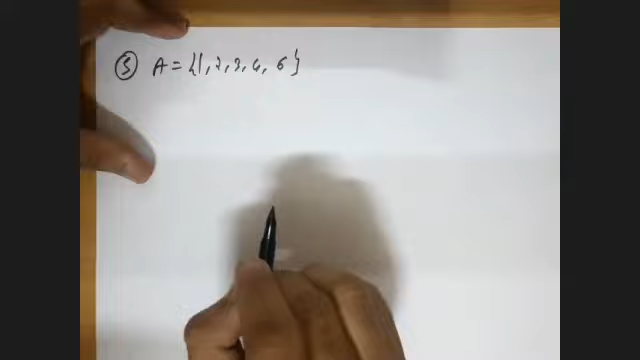 ③ A = {1, 2, 3, 4, 6}